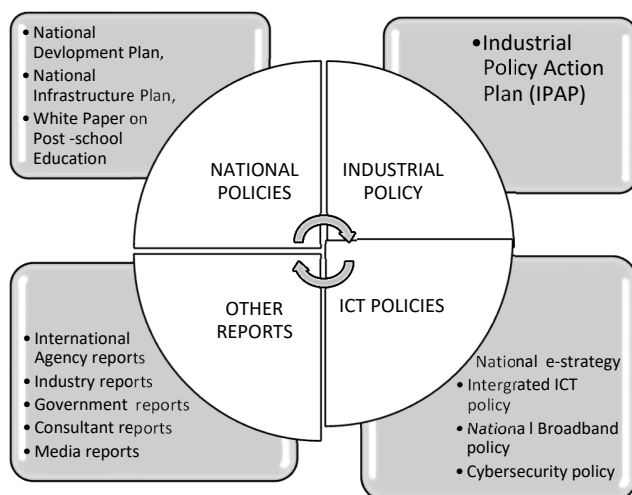 • National
Devlopment Plan,
• National
Infrastructure Plan,
• White Paper on
Post -school
Education
• Industrial
Policy Action
Plan (IPAP)
NATIONAL
POLICIES
INDUSTRIAL
POLICY
OTHER
REPORTS
ICT POLICIES
• International
Agency reports
• Industry reports
• Government reports
• Consultant reports
• Media reports
National e-strategy
• Intergrated ICT
policy
• National Broadband
policy
• Cybersecurity policy